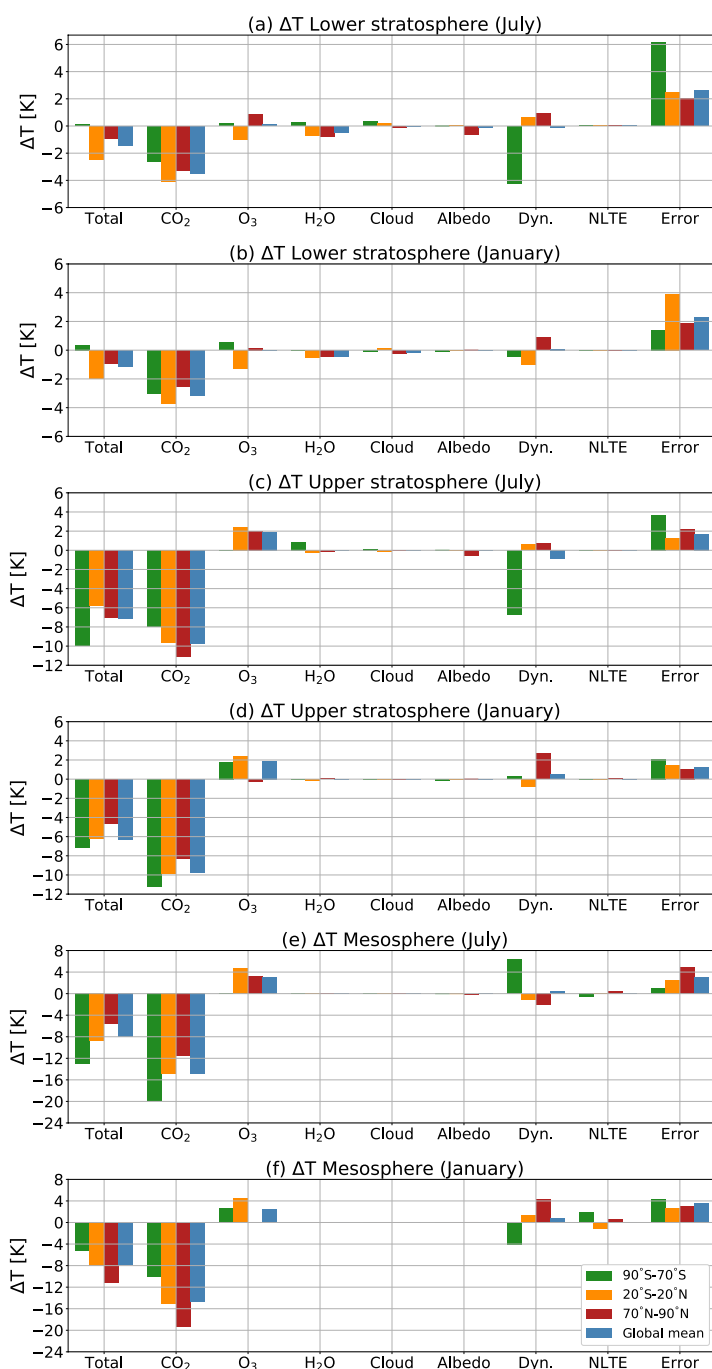 (a) ΔT Lower stratosphere (July)
6
4
2
0
−2
−4
−6
ΔT [K]
Total CO₂ O₃ H₂O Cloud Albedo Dyn. NLTE Error
(b) ΔT Lower stratosphere (January)
6
4
2
0
−2
−4
−6
ΔT [K]
Total CO₂ O₃ H₂O Cloud Albedo Dyn. NLTE Error
(c) ΔT Upper stratosphere (July)
6
4
2
0
−2
−4
−6
−8
−10
−12
ΔT [K]
Total CO₂ O₃ H₂O Cloud Albedo Dyn. NLTE Error
(d) ΔT Upper stratosphere (January)
6
4
2
0
−2
−4
−6
−8
−10
−12
ΔT [K]
Total CO₂ O₃ H₂O Cloud Albedo Dyn. NLTE Error
(e) ΔT Mesosphere (July)
8
4
0
−4
−8
−12
−16
−20
−24
ΔT [K]
Total CO₂ O₃ H₂O Cloud Albedo Dyn. NLTE Error
(f) ΔT Mesosphere (January)
8
4
0
−4
−8
−12
−16
−20
−24
ΔT [K]
90°S-70°S
20°S-20°N
70°N-90°N
Global mean
Total CO₂ O₃ H₂O Cloud Albedo Dyn. NLTE Error